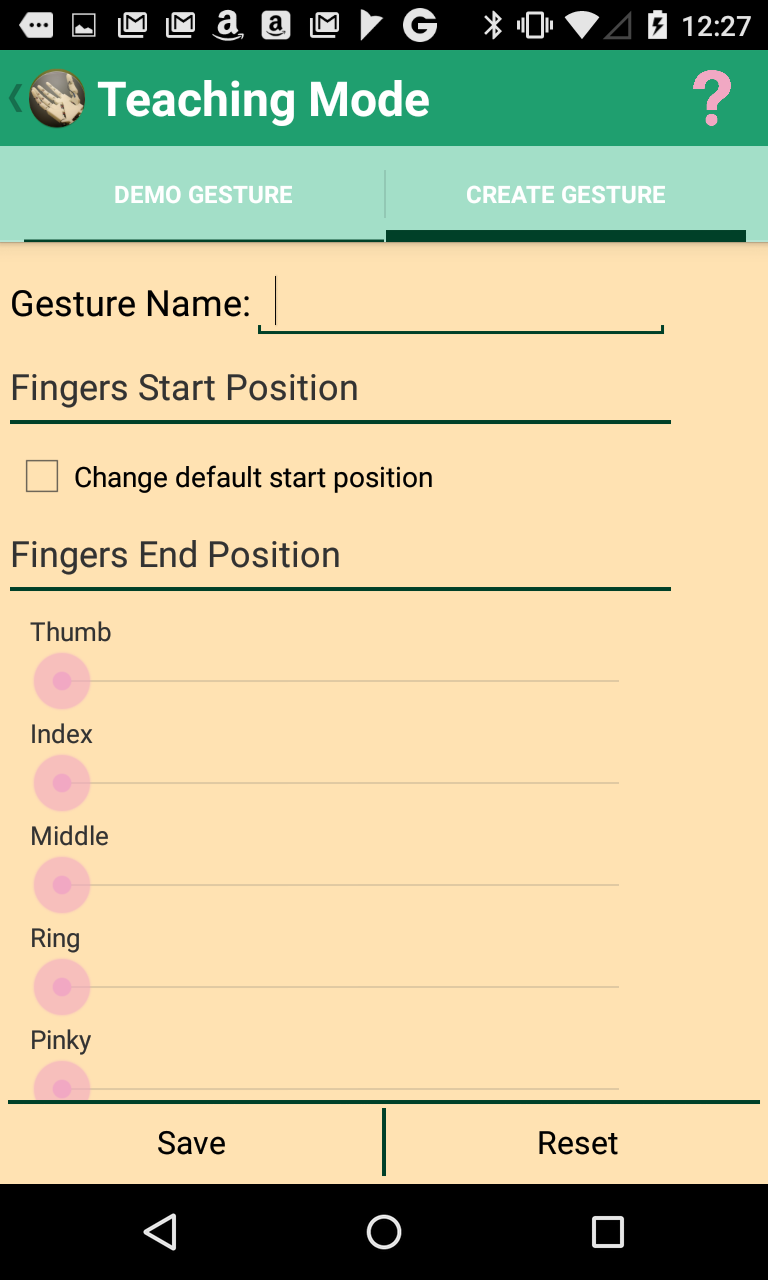 12:27
Teaching Mode
DEMO GESTURE
CREATE GESTURE
Gesture Name:
Fingers Start Position
Change default start position
Fingers End Position
Thumb
Index
Middle
Ring
Pinky
Save
Reset